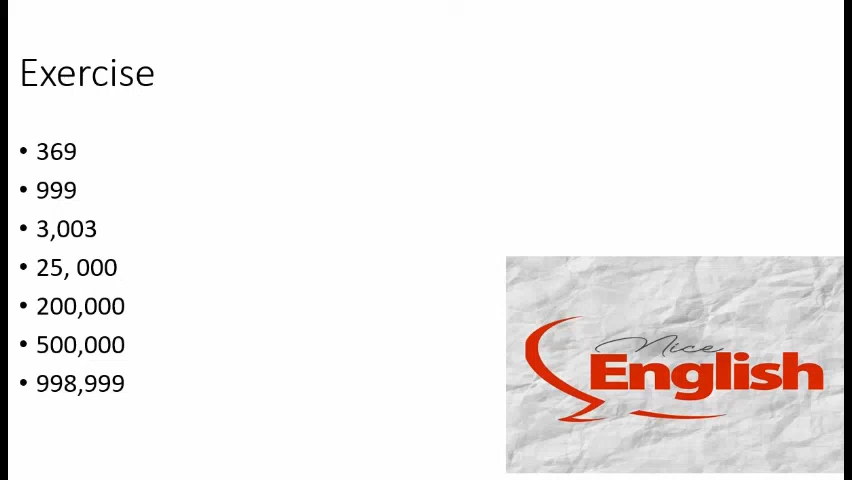 Exercise
• 369
• 999
• 3,003
• 25, 000
• 200,000
• 500,000
• 998,999
Nice
English